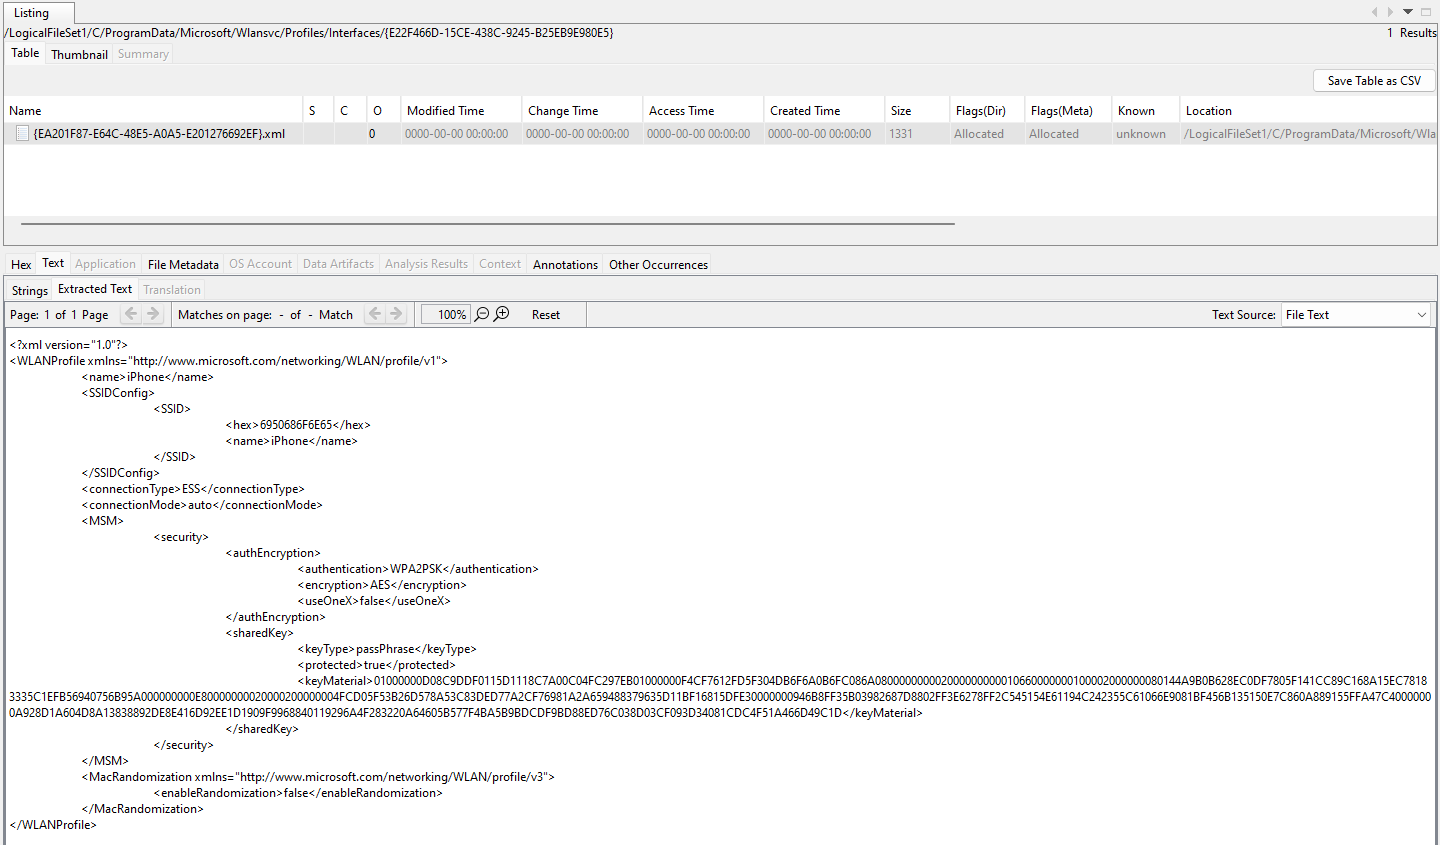 Listing
/LogicalFileSet1/C/ProgramData/Microsoft/Wlansvc/Profiles/Interfaces/{E22F466D-15CE-438C-9245-B25EB9E980E5}
1 Results
Table Thumbnail Summary
Save Table as CSV
Name S C O Modified Time Change Time Access Time Created Time Size Flags(Dir) Flags(Meta) Known Location
{EA201F87-E64C-48E5-A0A5-E201276692EF}.xml 0 0000-00-00 00:00:00 0000-00-00 00:00:00 0000-00-00 00:00:00 0000-00-00 00:00:00 1331 Allocated Allocated unknown /LogicalFileSet1/C/ProgramData/Microsoft/Wla
Hex Text Application File Metadata OS Account Data Artifacts Analysis Results Context Annotations Other Occurrences
Strings Extracted Text Translation
Page: 1 of 1 Page Matches on page: - of - Match 100% Reset Text Source: File Text
<?xml version="1.0"?>
<WLANProfile xmlns="http://www.microsoft.com/networking/WLAN/profile/v1">
<name>iPhone</name>
<SSIDConfig>
<SSID>
<hex>6950686F6E65</hex>
<name>iPhone</name>
</SSID>
</SSIDConfig>
<connectionType>ESS</connectionType>
<connectionMode>auto</connectionMode>
<MSM>
<security>
<authEncryption>
<authentication>WPA2PSK</authentication>
<encryption>AES</encryption>
<useOneX>false</useOneX>
</authEncryption>
<sharedKey>
<keyType>passPhrase</keyType>
<protected>true</protected>
<keyMaterial>01000000D08C9DDF0115D1118C7A00C04FC297EB01000000F4CF7612FD5F304DB6F6A0B6FC086A08000000000200000000001066000000010000200000008​0144A9B0B628EC0DF7805F141CC89C168A15EC7818
3335C1EFB56940756B95A000000000E8000000002000020000​0004FCD05F53B26D578A53C83DED77A2CF76981A2A659488379635D11BF16815DFE30000000946B8FF35B03982687D8802FF3E6278FF2C545154E61194C242355C61066E9081BF456B135150E7C860A889155FFA47C4000000
0A928D1A604D8A13838892DE8E416D92EE1D1909F9968840119296A4F283220A64605B577F4BA5B9BDCDF9BD88ED76C038D03CF093D34081CDC4F51A466D49C1D</keyMaterial>
</sharedKey>
</security>
</MSM>
<MacRandomization xmlns="http://www.microsoft.com/networking/WLAN/profile/v3">
<enableRandomization>false</enableRandomization>
</MacRandomization>
</WLANProfile>